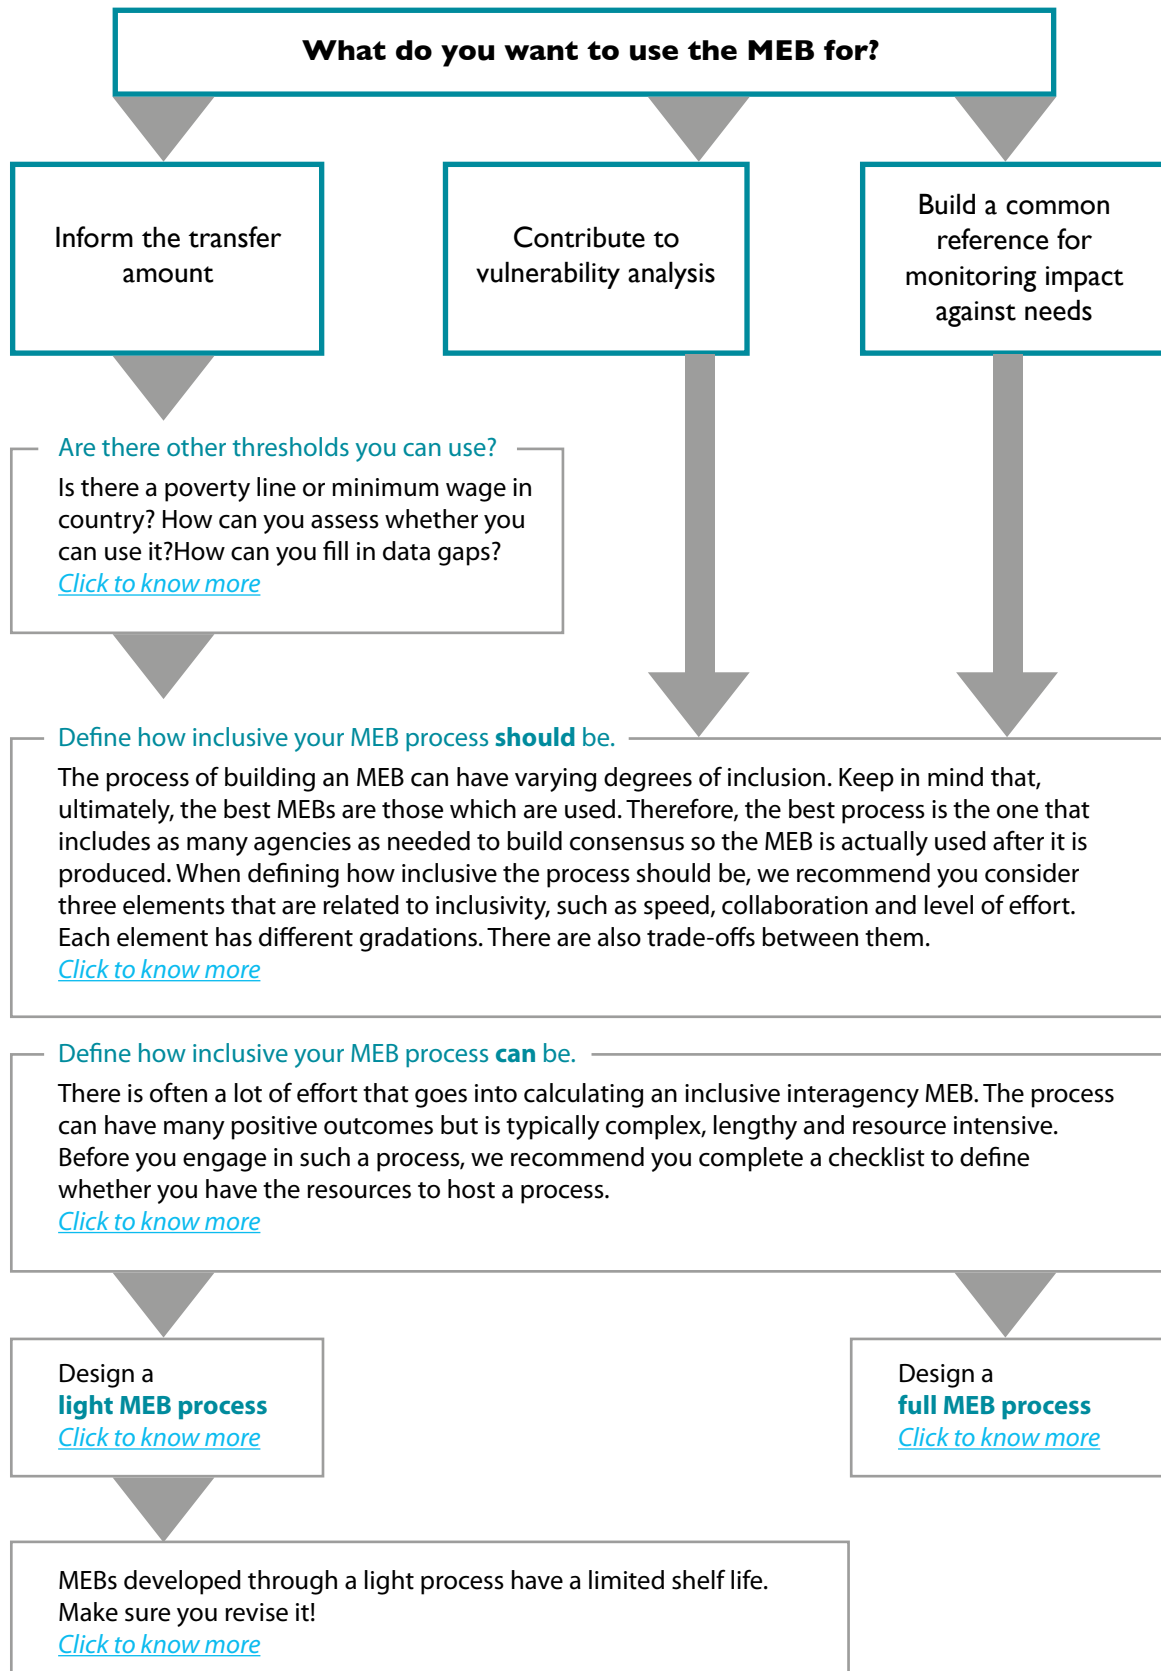 What do you want to use the MEB for?
Inform the transfer
amount
Contribute to
vulnerability analysis
Build a common
reference for
monitoring impact
against needs
Are there other thresholds you can use?
Is there a poverty line or minimum wage in
country? How can you assess whether you
can use it?How can you fill in data gaps?
Click to know more
Define how inclusive your MEB process should be.
The process of building an MEB can have varying degrees of inclusion. Keep in mind that,
ultimately, the best MEBs are those which are used. Therefore, the best process is the one that
includes as many agencies as needed to build consensus so the MEB is actually used after it is
produced. When defining how inclusive the process should be, we recommend you consider
three elements that are related to inclusivity, such as speed, collaboration and level of effort.
Each element has different gradations. There are also trade-offs between them.
Click to know more
Define how inclusive your MEB process can be.
There is often a lot of effort that goes into calculating an inclusive interagency MEB. The process
can have many positive outcomes but is typically complex, lengthy and resource intensive.
Before you engage in such a process, we recommend you complete a checklist to define
whether you have the resources to host a process.
Click to know more
Design a
light MEB process
Click to know more
Design a
full MEB process
Click to know more
MEBs developed through a light process have a limited shelf life.
Make sure you revise it!
Click to know more